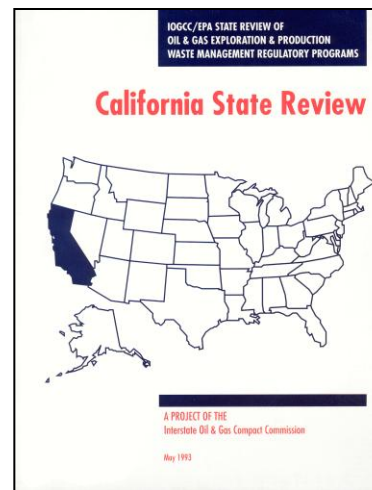 IOGCC/EPA STATE REVIEW OF
OIL & GAS EXPLORATION & PRODUCTION
WASTE MANAGEMENT REGULATORY PROGRAMS
California State Review
A PROJECT OF THE
Interstate Oil & Gas Compact Commission
May 1993